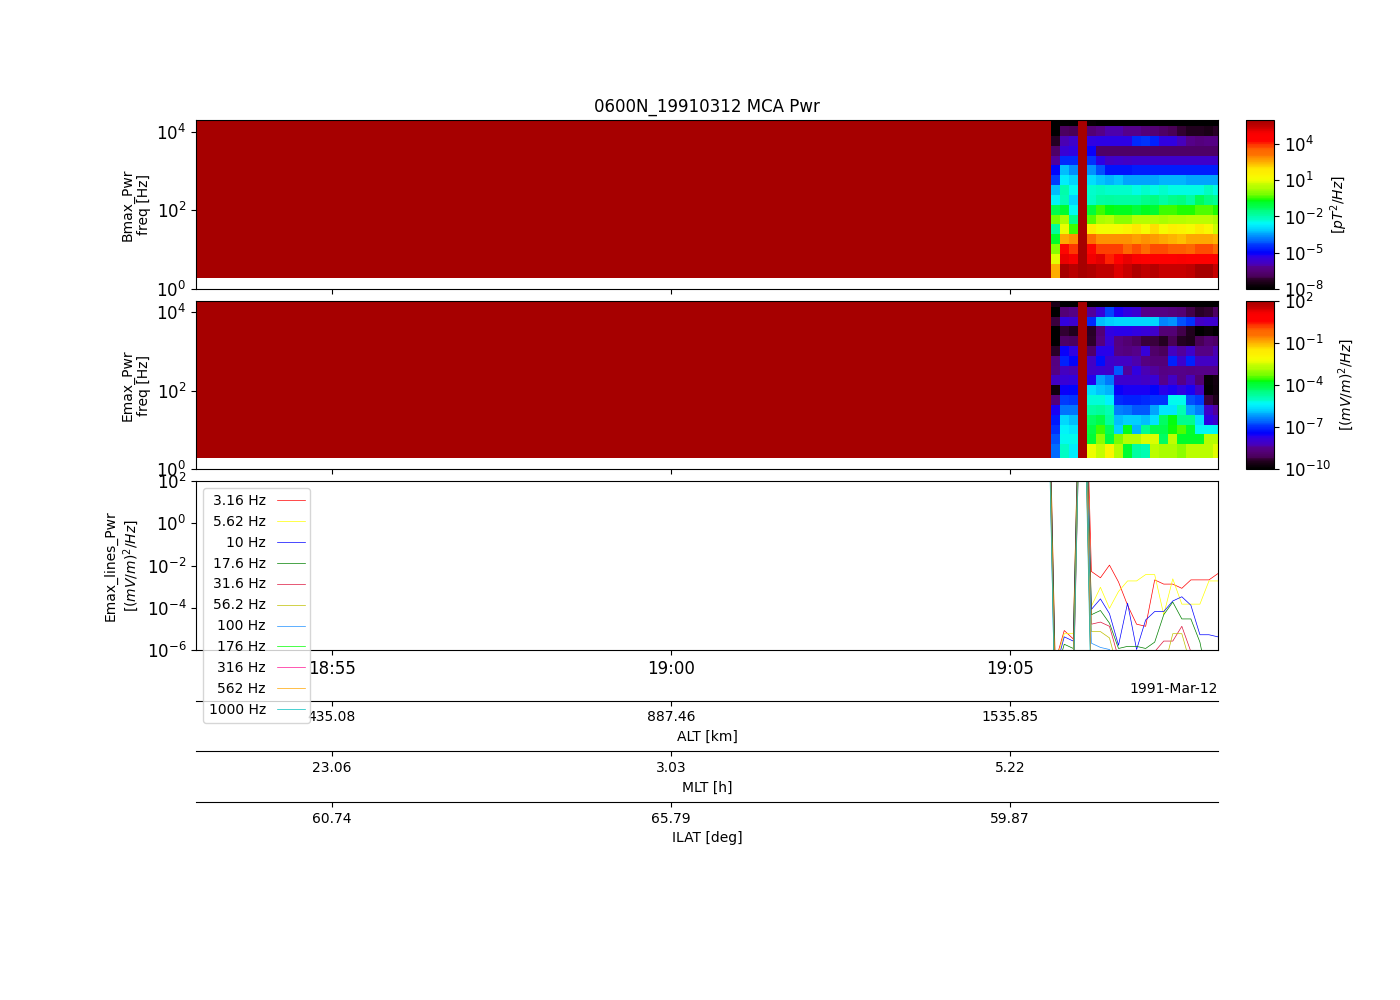 0600N_19910312 MCA Pwr
Bmax_Pwr
freq [Hz]
10^4
10^2
10^0
10^4
10^1
10^-2
10^-5
10^-8
[pT^2/Hz]
Emax_Pwr
freq [Hz]
10^4
10^2
10^0
10^2
10^-1
10^-4
10^-7
10^-10
[(mV/m)^2/Hz]
Emax_lines_Pwr
[(mV/m)^2/Hz]
10^2
10^0
10^-2
10^-4
10^-6
3.16 Hz
5.62 Hz
10 Hz
17.6 Hz
31.6 Hz
56.2 Hz
100 Hz
176 Hz
316 Hz
562 Hz
1000 Hz
18:55 19:00 19:05
1991-Mar-12
435.08 887.46 1535.85
ALT [km]
23.06 3.03 5.22
MLT [h]
60.74 65.79 59.87
ILAT [deg]